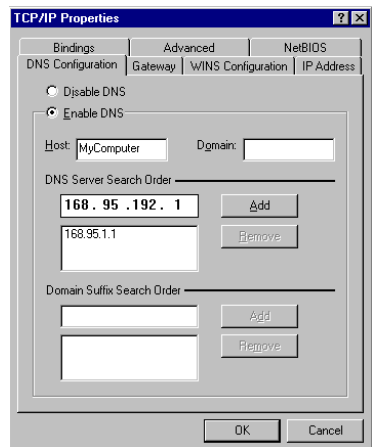 TCP/IP Properties
Bindings Advanced NetBIOS
DNS Configuration Gateway WINS Configuration IP Address
Disable DNS
Enable DNS
Host: MyComputer Domain:
DNS Server Search Order
168. 95 .192. 1 Add
168.95.1.1 Remove
Domain Suffix Search Order
Add
Remove
OK Cancel